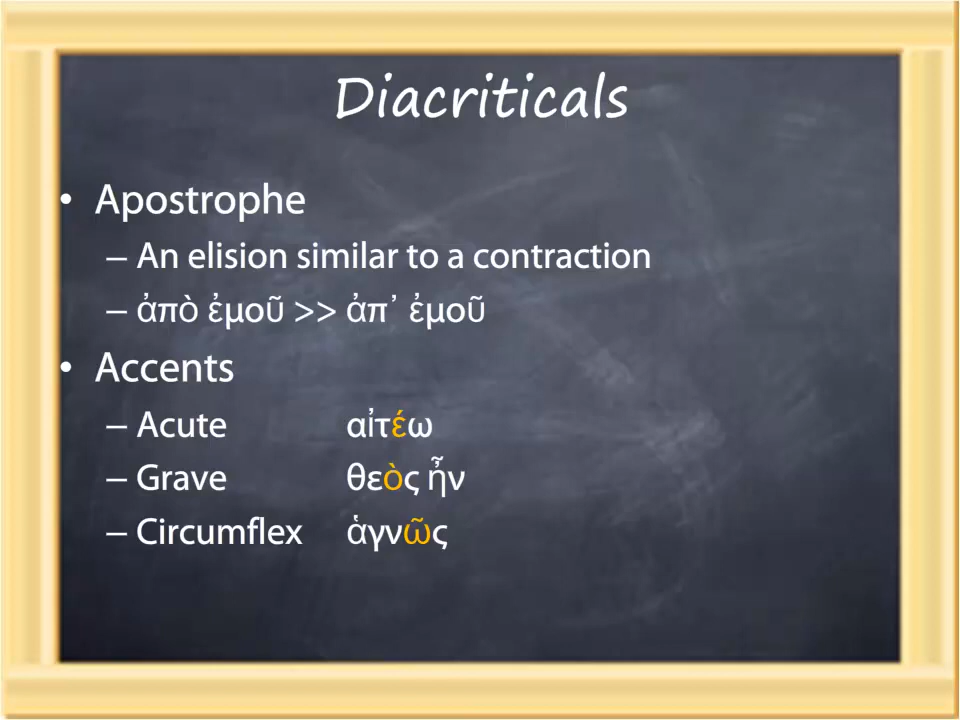 Diacriticals
• Apostrophe
– An elision similar to a contraction
– ἀπὸ ἐμοῦ >> ἀπ᾽ ἐμοῦ
• Accents
– Acute αἰτέω
– Grave θεὸς ἦν
– Circumflex ἁγνῶς